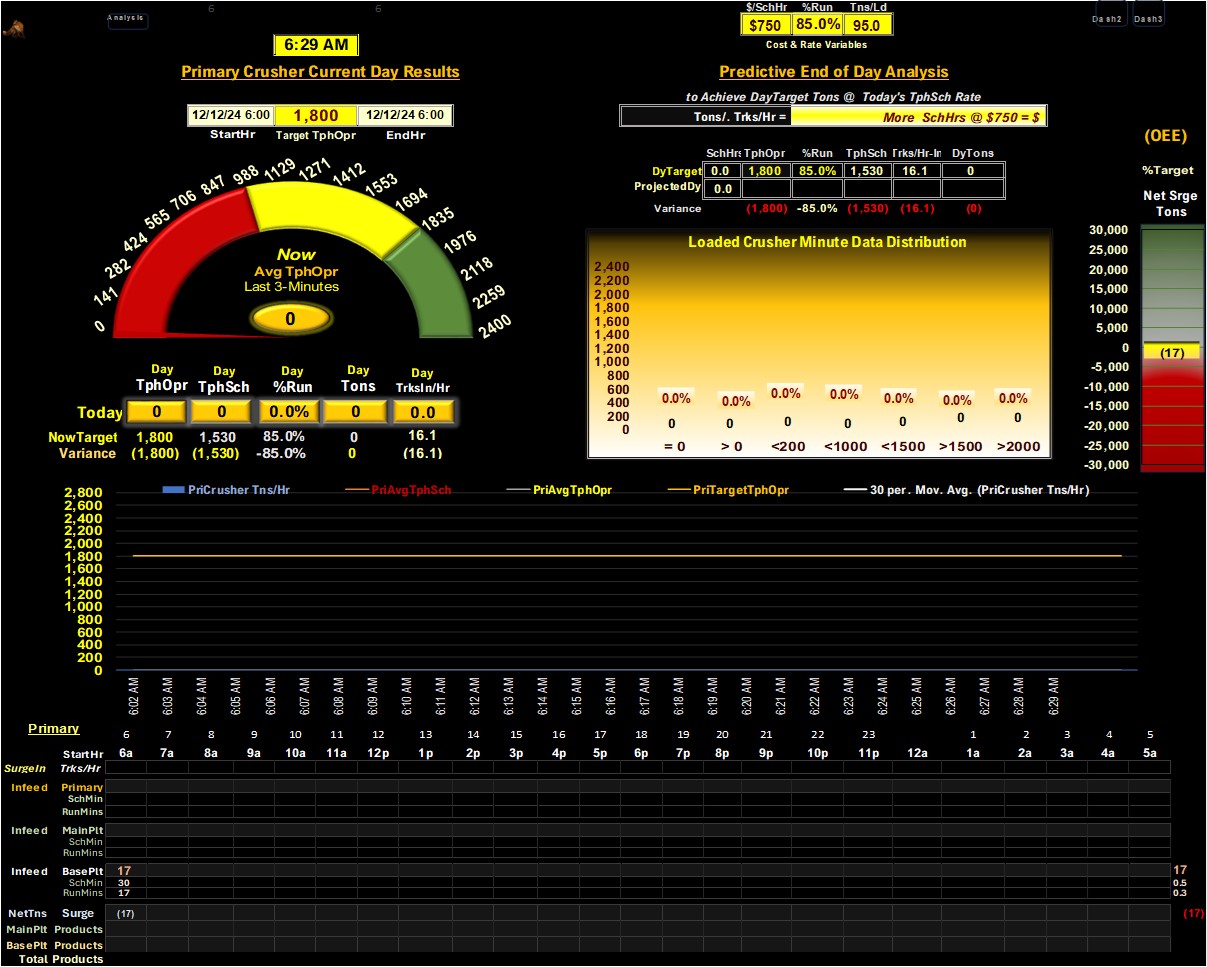 Analysis
6
6
$/SchHr %Run Tns/Ld
$750 85.0% 95.0
Cost & Rate Variables
Dash2 Dash3
6:29 AM
Primary Crusher Current Day Results
12/12/24 6:00 1,800 12/12/24 6:00
StartHr Target TphOpr EndHr
0
141
282
424
565
706
847
988
1129
1271
1412
1553
1694
1835
1976
2118
2259
2400
Now
Avg TphOpr
Last 3-Minutes
0
Day Day Day Day Day
TphOpr TphSch %Run Tons TrksIn/Hr
Today 0 0 0.0% 0 0.0
NowTarget 1,800 1,530 85.0% 0 16.1
Variance (1,800) (1,530) -85.0% 0 (16.1)
Predictive End of Day Analysis
to Achieve DayTarget Tons @ Today's TphSch Rate
Tons/. Trks/Hr = More SchHrs @ $750 = $
SchHrs TphOpr %Run TphSch Trks/Hr-In DyTons
DyTarget 0.0 1,800 85.0% 1,530 16.1 0
ProjectedDy 0.0
Variance (1,800) -85.0% (1,530) (16.1) (0)
Loaded Crusher Minute Data Distribution
2,400
2,200
2,000
1,800
1,600
1,400
1,200
1,000
800
600
400
200
0
0.0% 0.0% 0.0% 0.0% 0.0% 0.0% 0.0%
0 0 0 0 0 0 0
= 0 > 0 <200 <1000 <1500 >1500 >2000
(OEE)
%Target
Net Srge
Tons
30,000
25,000
20,000
15,000
10,000
5,000
0
-5,000
-10,000
-15,000
-20,000
-25,000
-30,000
(17)
PriCrusher Tns/Hr PriAvgTphSch PriAvgTphOpr PriTargetTphOpr 30 per. Mov. Avg. (PriCrusher Tns/Hr)
2,800
2,600
2,400
2,200
2,000
1,800
1,600
1,400
1,200
1,000
800
600
400
200
0
6:02 AM
6:03 AM
6:04 AM
6:05 AM
6:06 AM
6:07 AM
6:08 AM
6:09 AM
6:10 AM
6:11 AM
6:12 AM
6:13 AM
6:14 AM
6:15 AM
6:16 AM
6:17 AM
6:18 AM
6:19 AM
6:20 AM
6:21 AM
6:22 AM
6:23 AM
6:24 AM
6:25 AM
6:26 AM
6:27 AM
6:28 AM
6:29 AM
Primary 6 7 8 9 10 11 12 13 14 15 16 17 18 19 20 21 22 23 1 2 3 4 5
StartHr 6a 7a 8a 9a 10a 11a 12p 1p 2p 3p 4p 5p 6p 7p 8p 9p 10p 11p 12a 1a 2a 3a 4a 5a
SurgeIn Trks/Hr
Infeed Primary
SchMin
RunMins
Infeed MainPlt
SchMin
RunMins
Infeed BasePlt 17 17
SchMin 30 0.5
RunMins 17 0.3
NetTns Surge (17) (17)
MainPlt Products
BasePlt Products
Total Products